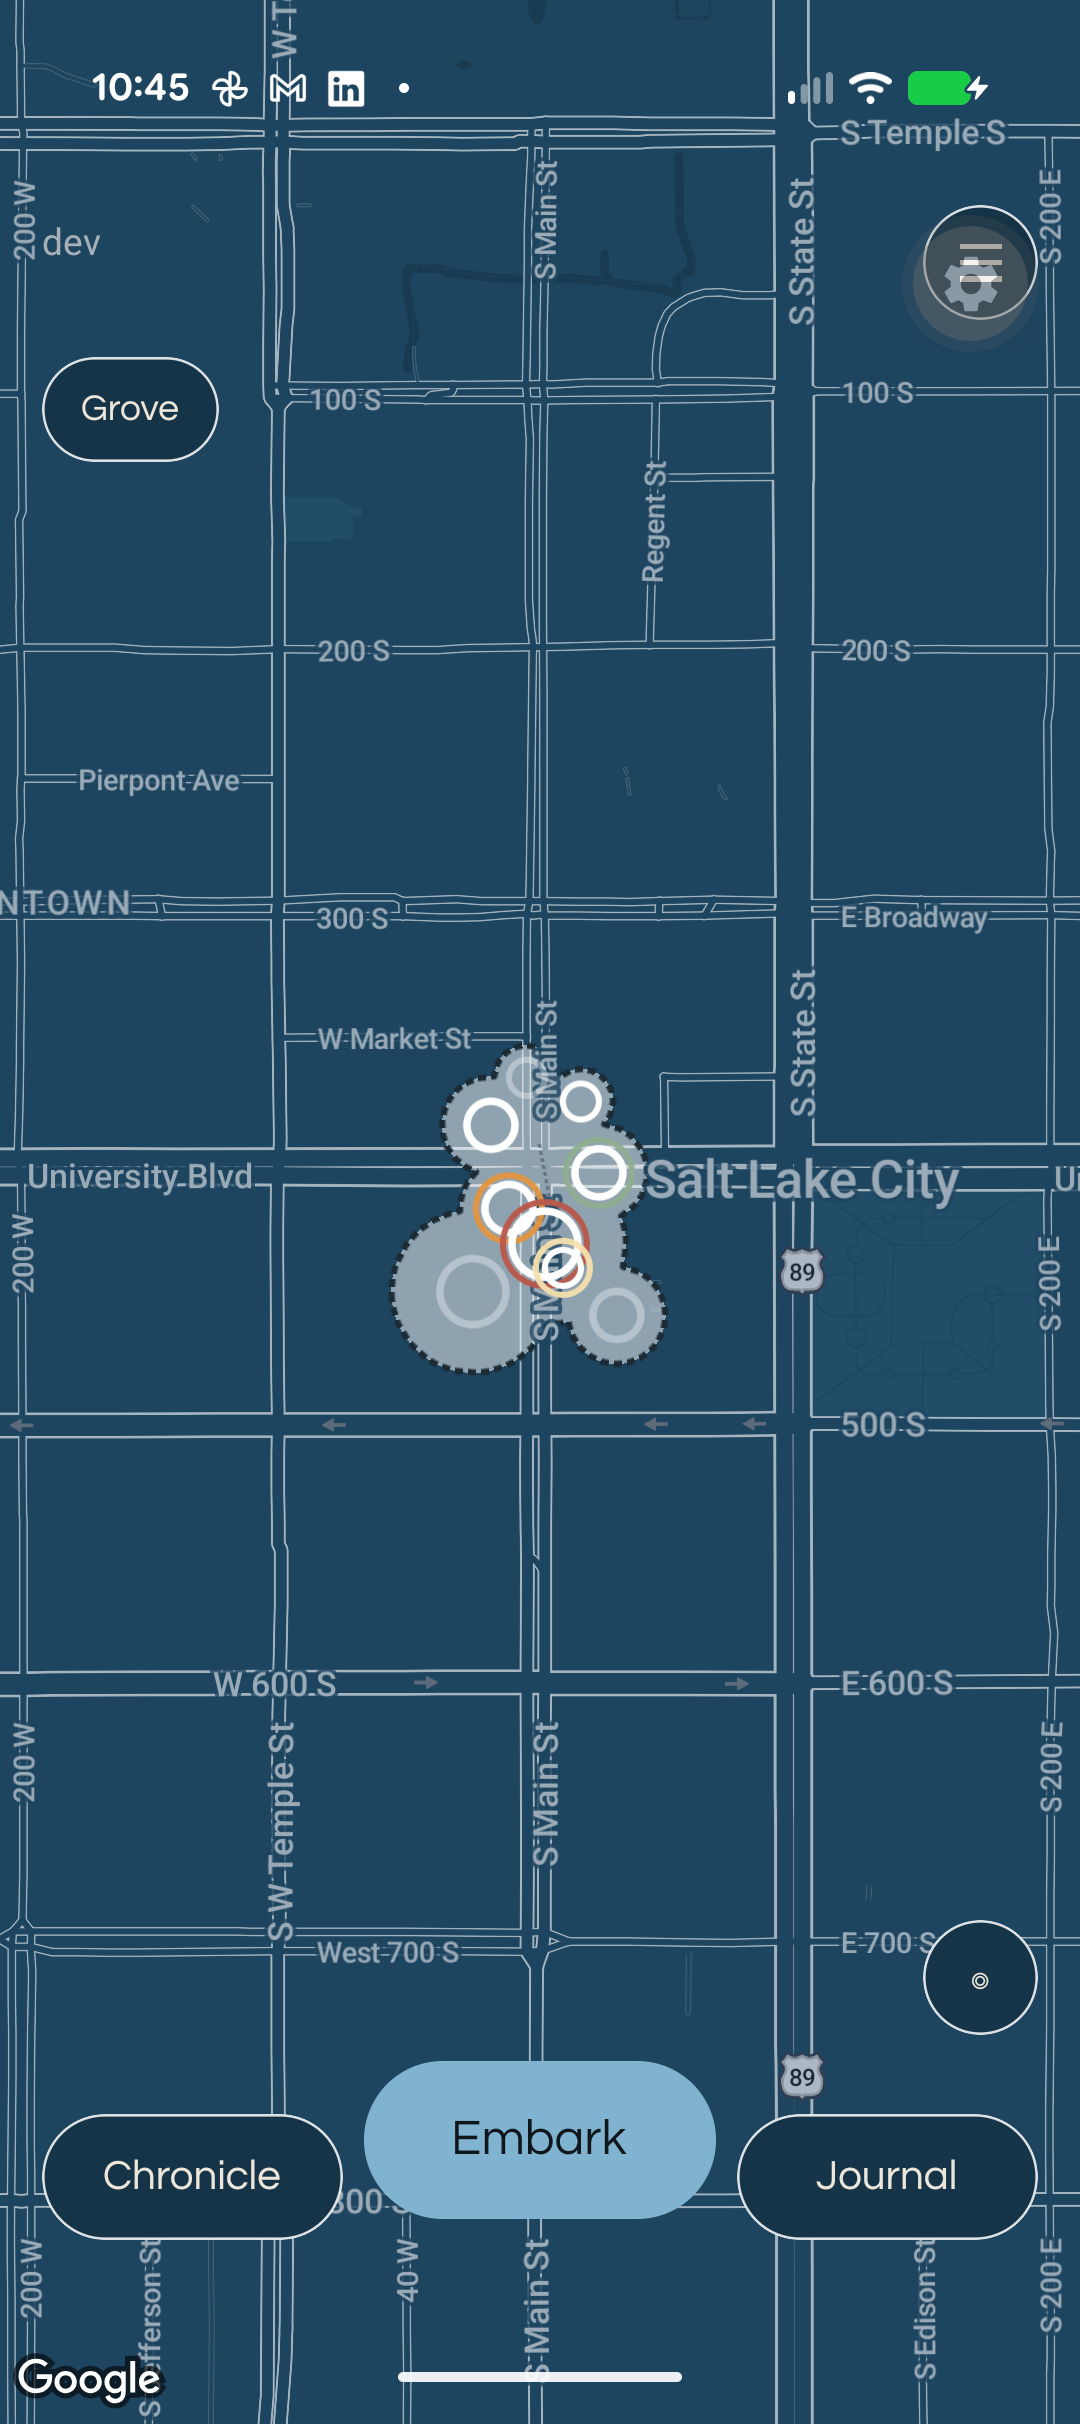 W T
10:45
S Temple S
200 W
S Main St
S State St
S 200 E
dev
Grove
100 S
100 S
Regent St
200 S
200 S
Pierpont Ave
NTOWN
300 S
E Broadway
W Market St
S Main St
S State St
University Blvd
Salt Lake City
200 W
S 200 E
89
500 S
W 600 S
E 600 S
200 W
S W Temple St
S Main St
S 200 E
West 700 S
E 700 S
89
Embark
Chronicle
Journal
200 W
40 W
S Main St
S Edison St
S 200 E
Google